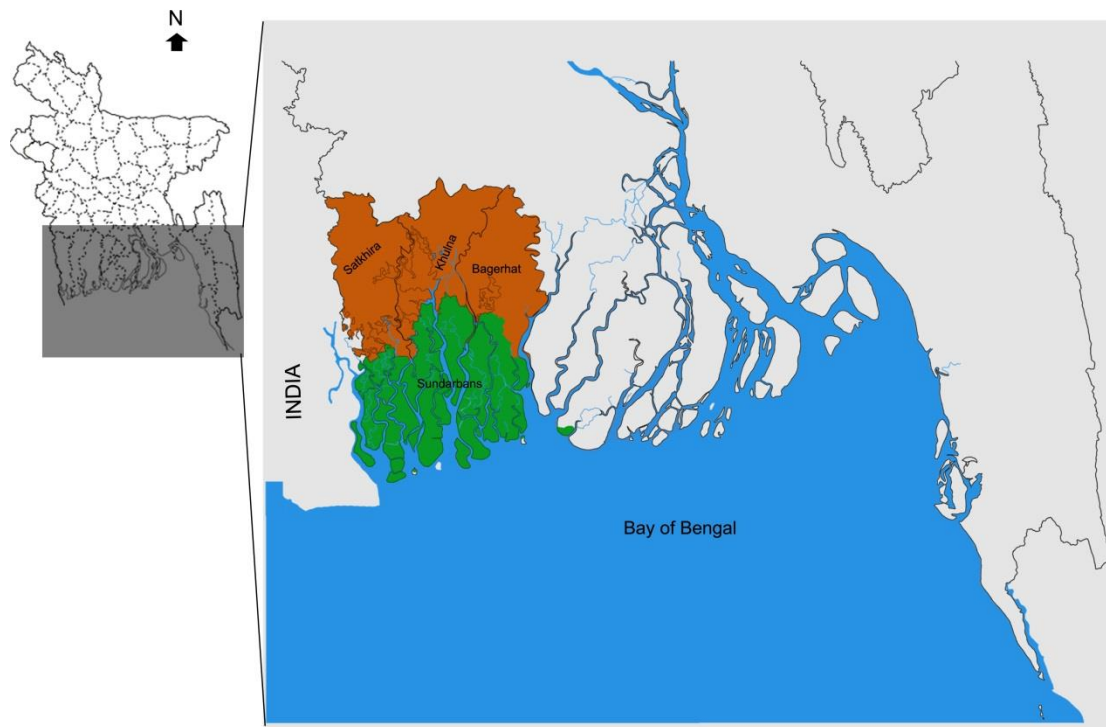 N
Satkhira
Khulna
Bagerhat
Sundarbans
INDIA
Bay of Bengal